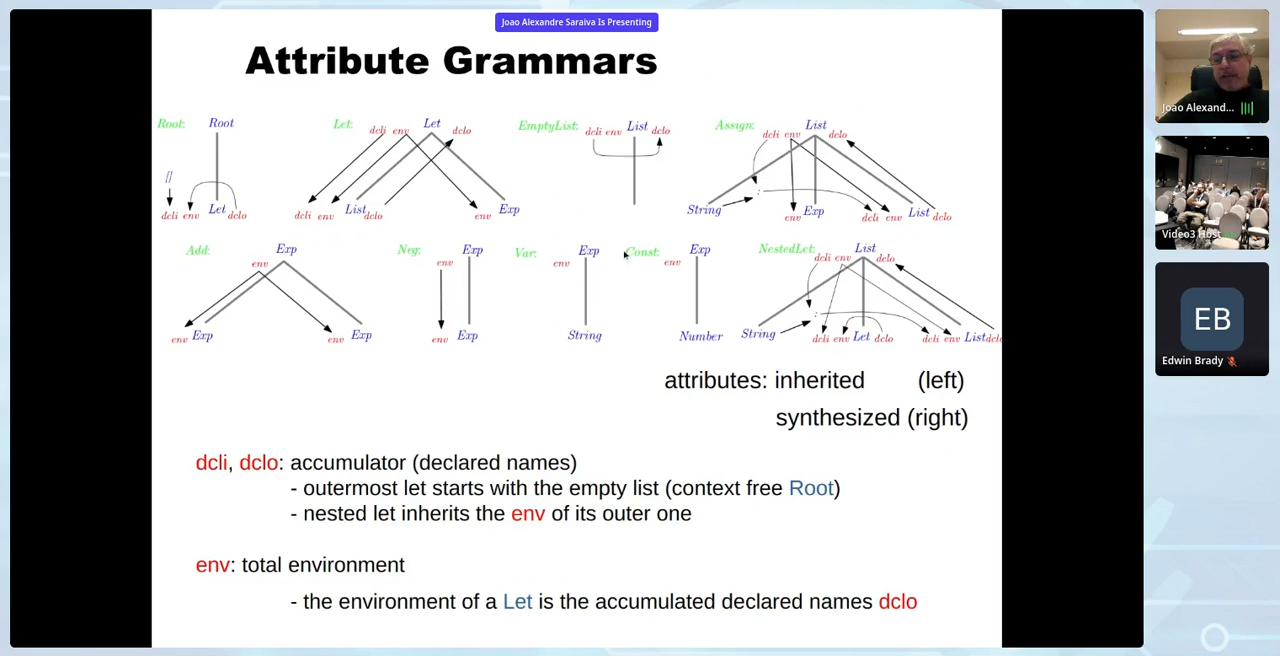 Joao Alexandre Saraiva Is Presenting
Attribute Grammars
Root: Root
[]
dcli env Let dclo
Let: dcli env Let dclo
dcli env List dclo env Exp
EmptyList: dcli env List dclo
Assign: dcli env List dclo
:
String env Exp dcli env List dclo
Add: Exp
env
env Exp env Exp
Neg: Exp
env
env Exp
Var: Exp
env
String
Const: Exp
env
Number
NestedLet: List
dcli env dclo
:
String dcli env Let dclo dcli env List dclo
attributes: inherited (left)
synthesized (right)
dcli, dclo: accumulator (declared names)
- outermost let starts with the empty list (context free Root)
- nested let inherits the env of its outer one
env: total environment
- the environment of a Let is the accumulated declared names dclo
Joao Alexand...
Video3 Host
EB
Edwin Brady